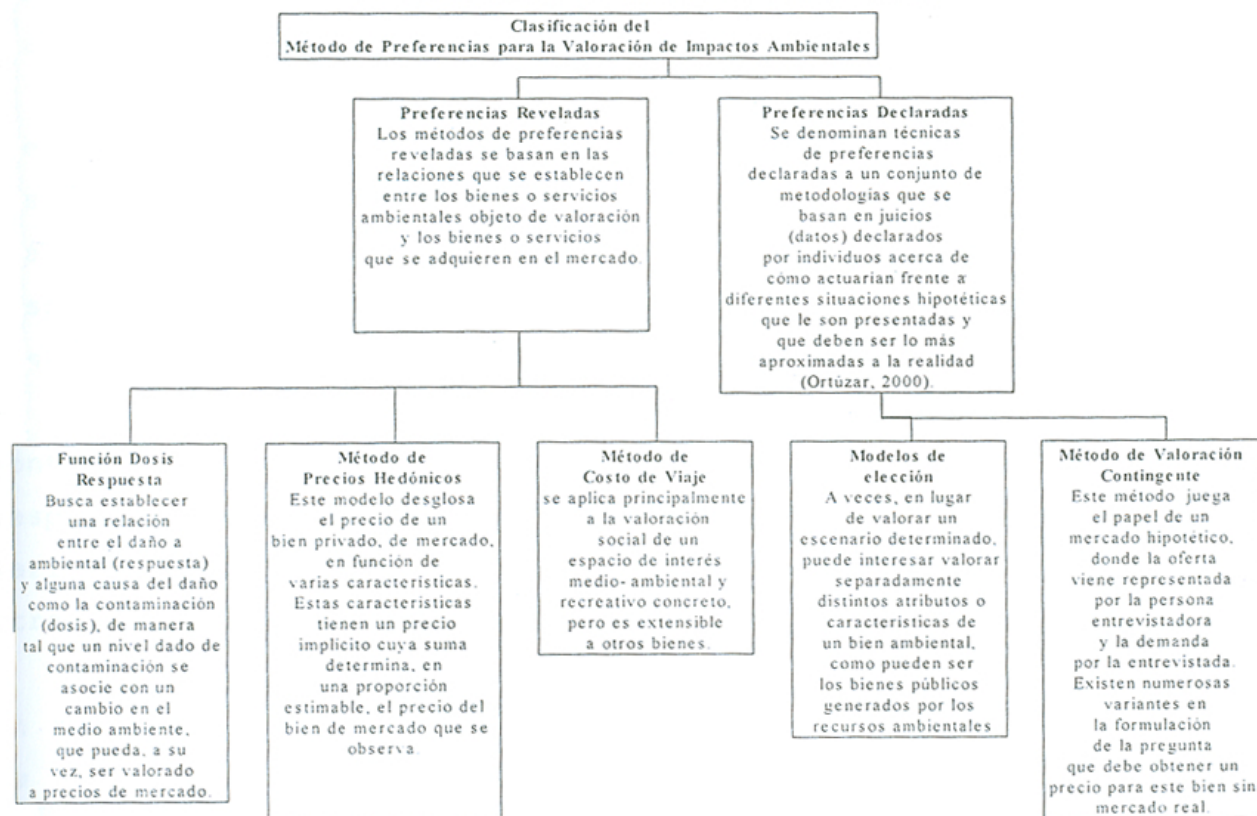 Clasificación del
Método de Preferencias para la Valoración de Impactos Ambientales
Preferencias Reveladas
Los métodos de preferencias
reveladas se basan en las
relaciones que se establecen
entre los bienes o servicios
ambientales objeto de valoración
y los bienes o servicios
que se adquieren en el mercado.
Preferencias Declaradas
Se denominan técnicas
de preferencias
declaradas a un conjunto de
metodologías que se
basan en juicios
(datos) declarados
por individuos acerca de
cómo actuarían frente a
diferentes situaciones hipotéticas
que le son presentadas y
que deben ser lo más
aproximadas a la realidad
(Ortúzar, 2000).
Función Dosis
Respuesta
Busca establecer
una relación
entre el daño a
ambiental (respuesta)
y alguna causa del daño
como la contaminación
(dosis), de manera
tal que un nivel dado de
contaminación se
asocie con un
cambio en el
medio ambiente,
que pueda, a su
vez, ser valorado
a precios de mercado.
Método de
Precios Hedónicos
Este modelo desglosa
el precio de un
bien privado, de mercado,
en función de
varias características.
Estas características
tienen un precio
implícito cuya suma
determina, en
una proporción
estimable, el precio del
bien de mercado que se
observa.
Método de
Costo de Viaje
se aplica principalmente
a la valoración
social de un
espacio de interés
medio- ambiental y
recreativo concreto,
pero es extensible
a otros bienes.
Modelos de
elección
A veces, en lugar
de valorar un
escenario determinado,
puede interesar valorar
separadamente
distintos atributos o
características de
un bien ambiental,
como pueden ser
los bienes públicos
generados por los
recursos ambientales
Método de Valoración
Contingente
Este método juega
el papel de un
mercado hipotético,
donde la oferta
viene representada
por la persona
entrevistadora
y la demanda
por la entrevistada.
Existen numerosas
variantes en
la formulación
de la pregunta
que debe obtener un
precio para este bien sin
mercado real.